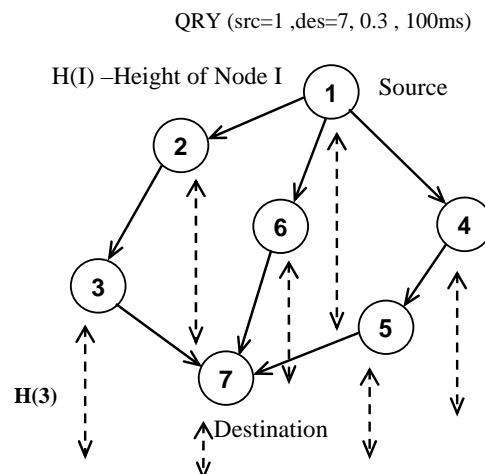 QRY (src=1 ,des=7, 0.3 , 100ms)
H(I) –Height of Node I
1
Source
2
6
4
3
5
7
H(3)
Destination